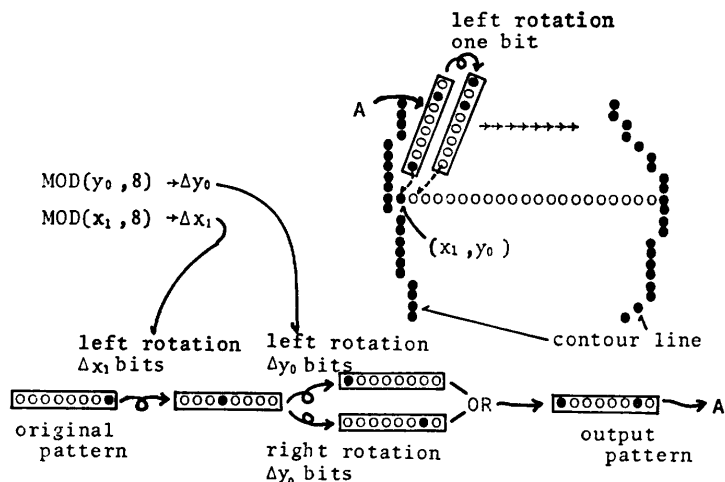 left rotation
one bit
A
MOD(y₀,8) →Δy₀
MOD(x₁,8) →Δx₁
(x₁,y₀)
contour line
left rotation
Δx₁ bits
left rotation
Δy₀ bits
OR
A
original
pattern
right rotation
Δy₀ bits
output
pattern